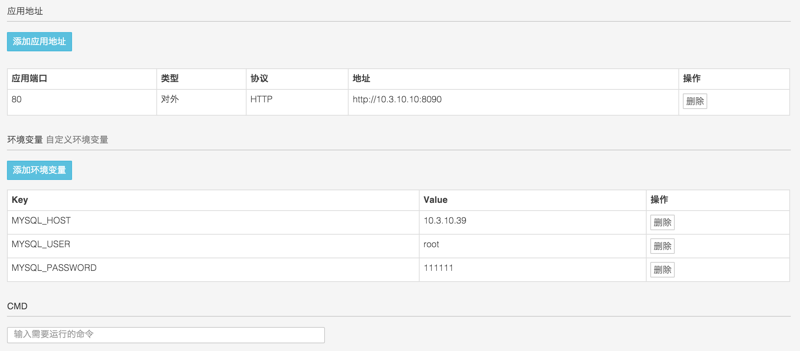 应用地址
添加应用地址
应用端口 类型 协议 地址 操作
80 对外 HTTP http://10.3.10.10:8090 删除
环境变量 自定义环境变量
添加环境变量
Key Value 操作
MYSQL_HOST 10.3.10.39 删除
MYSQL_USER root 删除
MYSQL_PASSWORD 111111 删除
CMD
输入需要运行的命令